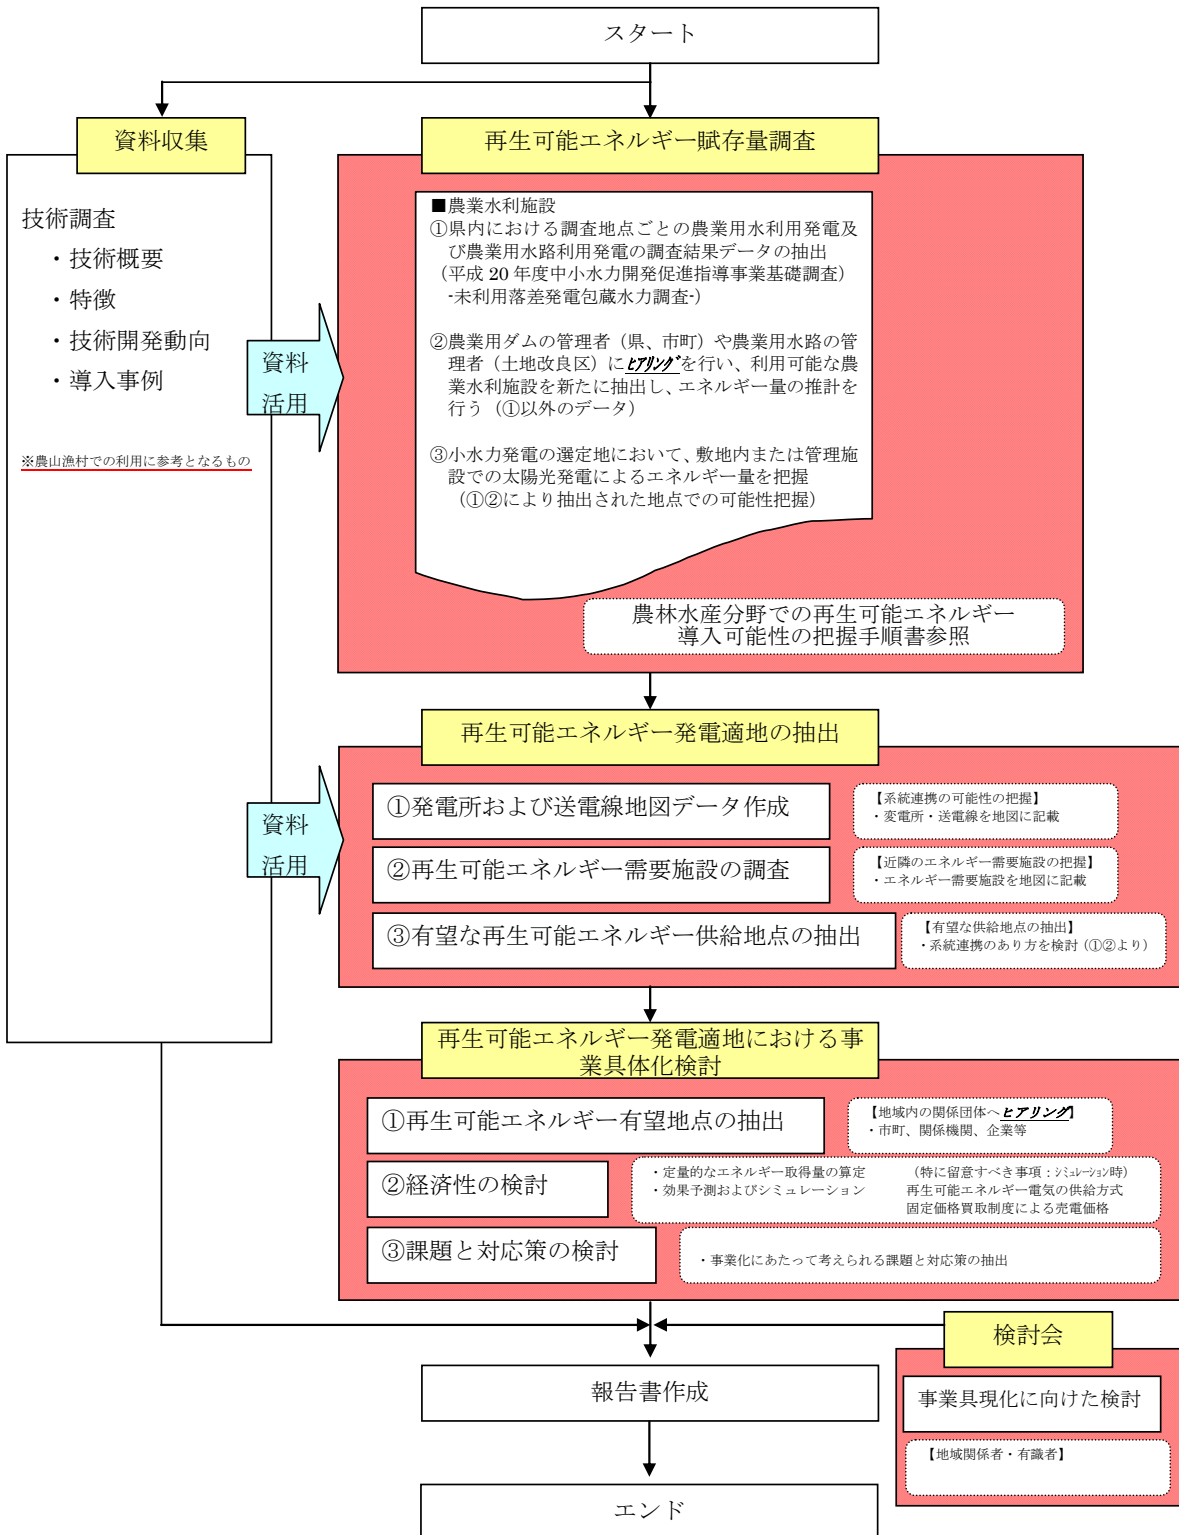 スタート
資料収集
技術調査
・技術概要
・特徴
・技術開発動向
・導入事例
※農山漁村での利用に参考となるもの
資料
活用
再生可能エネルギー賦存量調査
■農業水利施設
①県内における調査地点ごとの農業用水利用発電及
び農業用水路利用発電の調査結果データの抽出
（平成 20 年度中小水力開発促進指導事業基礎調査）
-未利用落差発電包蔵水力調査-）
②農業用ダムの管理者（県、市町）や農業用水路の管
理者（土地改良区）にﾋｱﾘﾝｸﾞを行い、利用可能な農
業水利施設を新たに抽出し、エネルギー量の推計を
行う（①以外のデータ）
③小水力発電の選定地において、敷地内または管理施
設での太陽光発電によるエネルギー量を把握
（①②により抽出された地点での可能性把握）
農林水産分野での再生可能エネルギー
導入可能性の把握手順書参照
再生可能エネルギー発電適地の抽出
資料
活用
①発電所および送電線地図データ作成
【系統連携の可能性の把握】
・変電所・送電線を地図に記載
②再生可能エネルギー需要施設の調査
【近隣のエネルギー需要施設の把握】
・エネルギー需要施設を地図に記載
③有望な再生可能エネルギー供給地点の抽出
【有望な供給地点の抽出】
・系統連携のあり方を検討（①②より）
再生可能エネルギー発電適地における事
業具体化検討
①再生可能エネルギー有望地点の抽出
【地域内の関係団体へヒアリング】
・市町、関係機関、企業等
②経済性の検討
・定量的なエネルギー取得量の算定
・効果予測およびシミュレーション
（特に留意すべき事項：ｼﾐｭﾚｰｼｮﾝ時）
再生可能エネルギー電気の供給方式
固定価格買取制度による売電価格
③課題と対応策の検討
・事業化にあたって考えられる課題と対応策の抽出
検討会
事業具現化に向けた検討
【地域関係者・有識者】
報告書作成
エンド